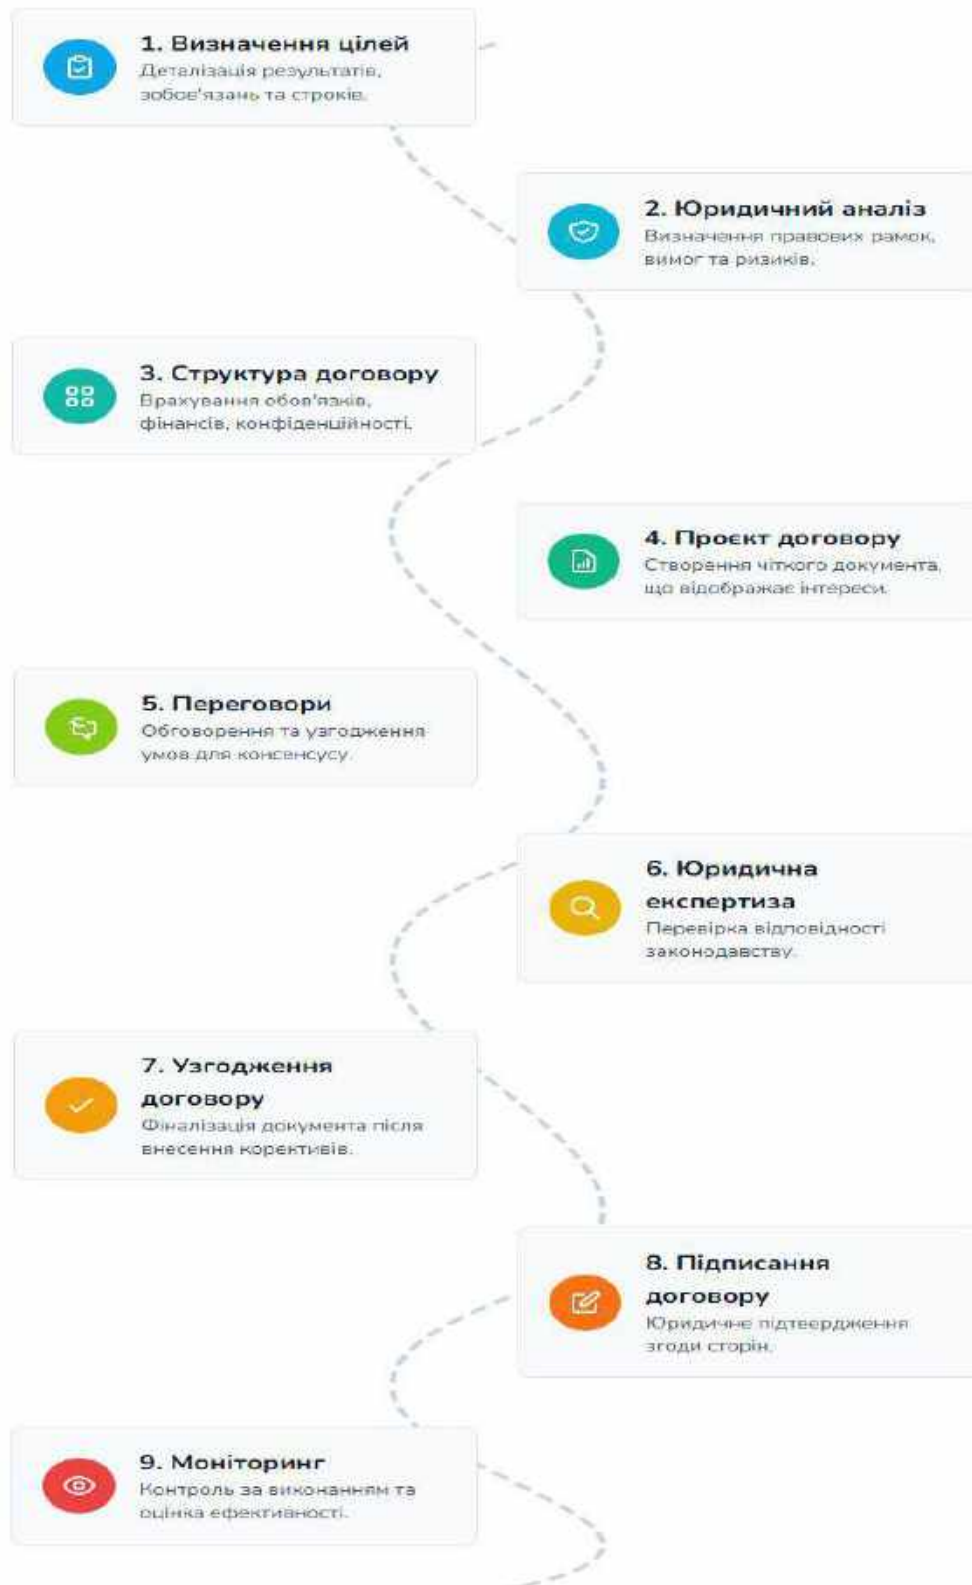 1. Визначення цілей
Деталізація результатів,
зобов'язань та строків.
2. Юридичний аналіз
Визначення правових рамок,
вимог та ризиків.
3. Структура договору
Врахування обов'язків,
фінансів, конфіденційності.
4. Проєкт договору
Створення чіткого документа,
що відображає інтереси.
5. Переговори
Обговорення та узгодження
умов для консенсусу.
6. Юридична
експертиза
Перевірка відповідності
законодавству.
7. Узгодження
договору
Фіналізація документа після
внесення корективів.
8. Підписання
договору
Юридичне підтвердження
згоди сторін.
9. Моніторинг
Контроль за виконанням та
оцінка ефективності.